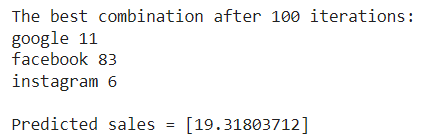 The best combination after 100 iterations:
google 11
facebook 83
instagram 6
Predicted sales = [19.31803712]